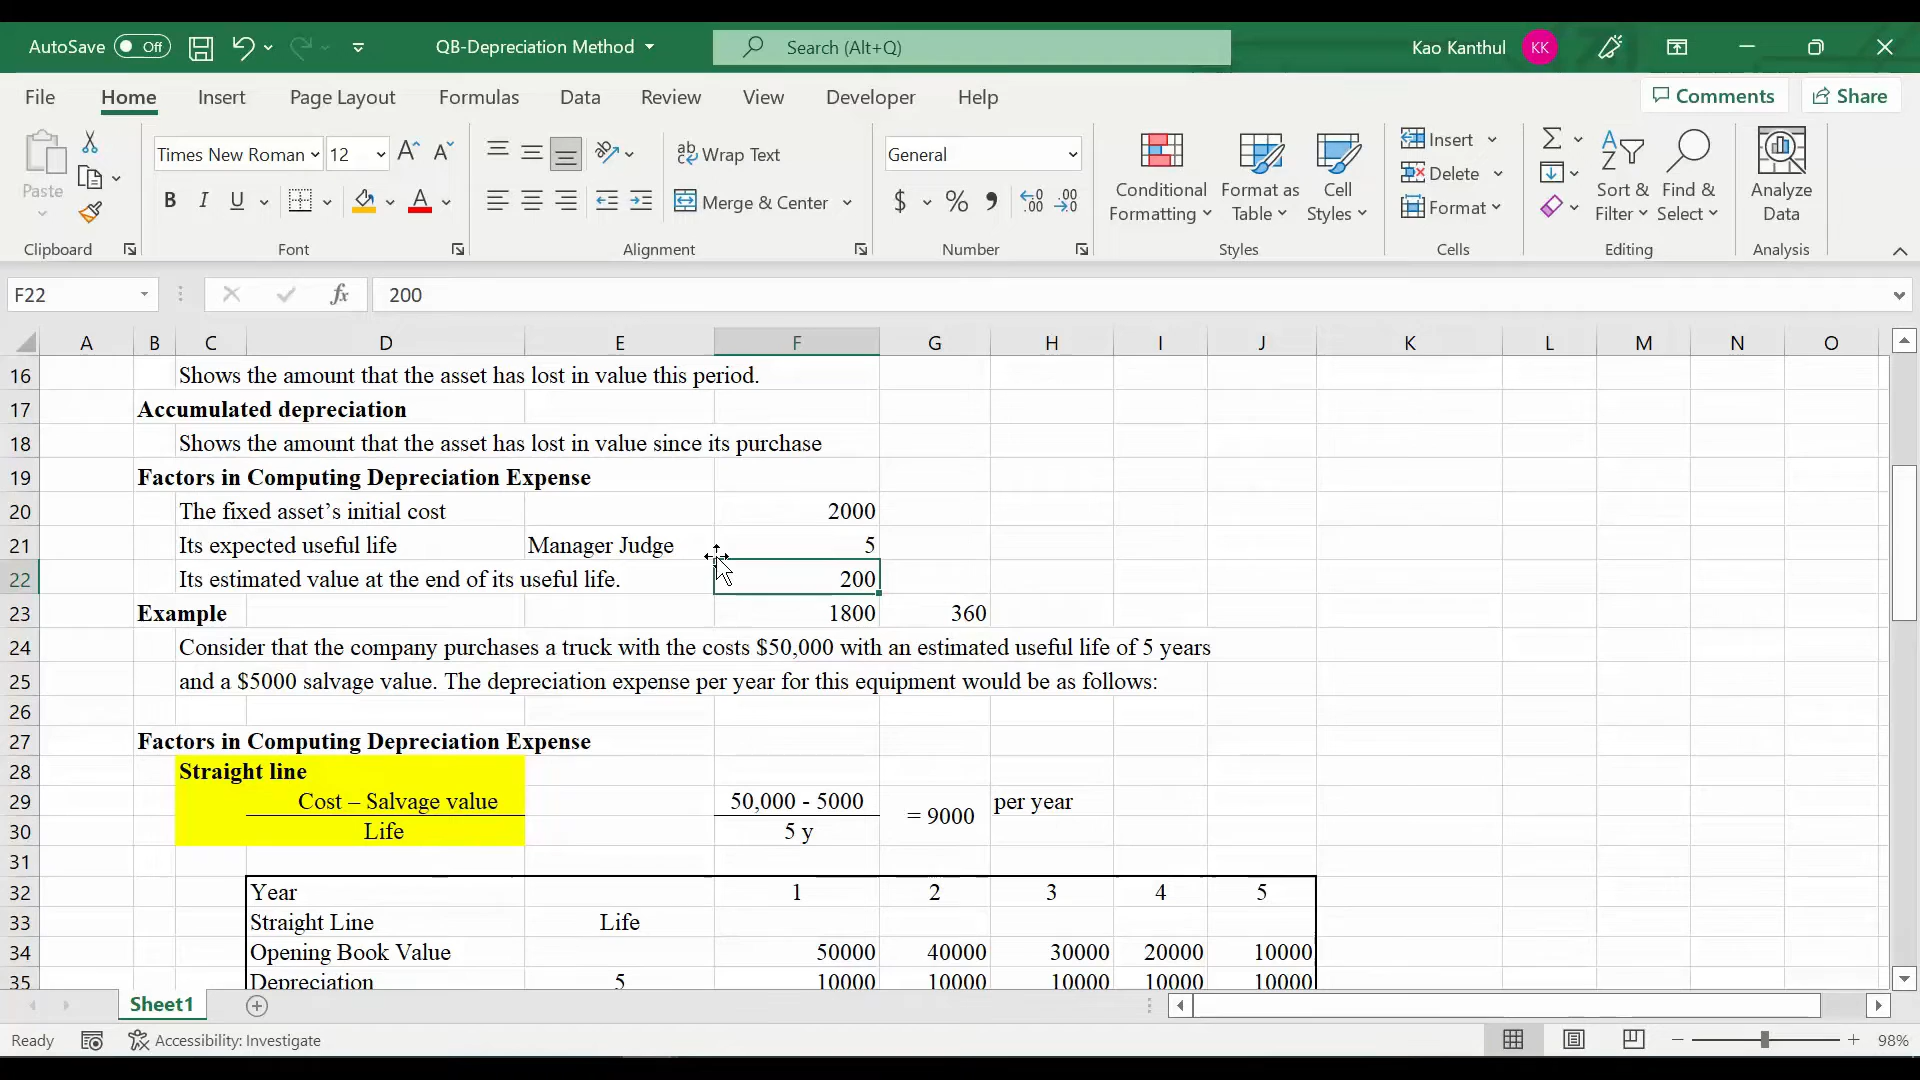 AutoSave Off QB-Depreciation Method Search (Alt+Q) Kao Kanthul KK
File Home Insert Page Layout Formulas Data Review View Developer Help Comments Share
Paste
Clipboard
Times New Roman 12
B I U A
Font
ab Wrap Text
Merge & Center
Alignment
General
$ % 9
Number
Conditional Formatting
Format as Table
Cell Styles
Styles
Insert
Delete
Format
Cells
Sort & Filter
Find & Select
Editing
Analyze Data
Analysis
F22 fx 200
A B C D E F G H I J K L M N O
16 Shows the amount that the asset has lost in value this period.
17 Accumulated depreciation
18 Shows the amount that the asset has lost in value since its purchase
19 Factors in Computing Depreciation Expense
20 The fixed asset’s initial cost 2000
21 Its expected useful life Manager Judge 5
22 Its estimated value at the end of its useful life. 200
23 Example 1800 360
24 Consider that the company purchases a truck with the costs $50,000 with an estimated useful life of 5 years
25 and a $5000 salvage value. The depreciation expense per year for this equipment would be as follows:
26
27 Factors in Computing Depreciation Expense
28 Straight line
29 Cost – Salvage value 50,000 - 5000 = 9000 per year
30 Life 5 y
31
32 Year 1 2 3 4 5
33 Straight Line Life
34 Opening Book Value 50000 40000 30000 20000 10000
35 Depreciation 5 10000 10000 10000 10000 10000
Sheet1
Ready Accessibility: Investigate 98%